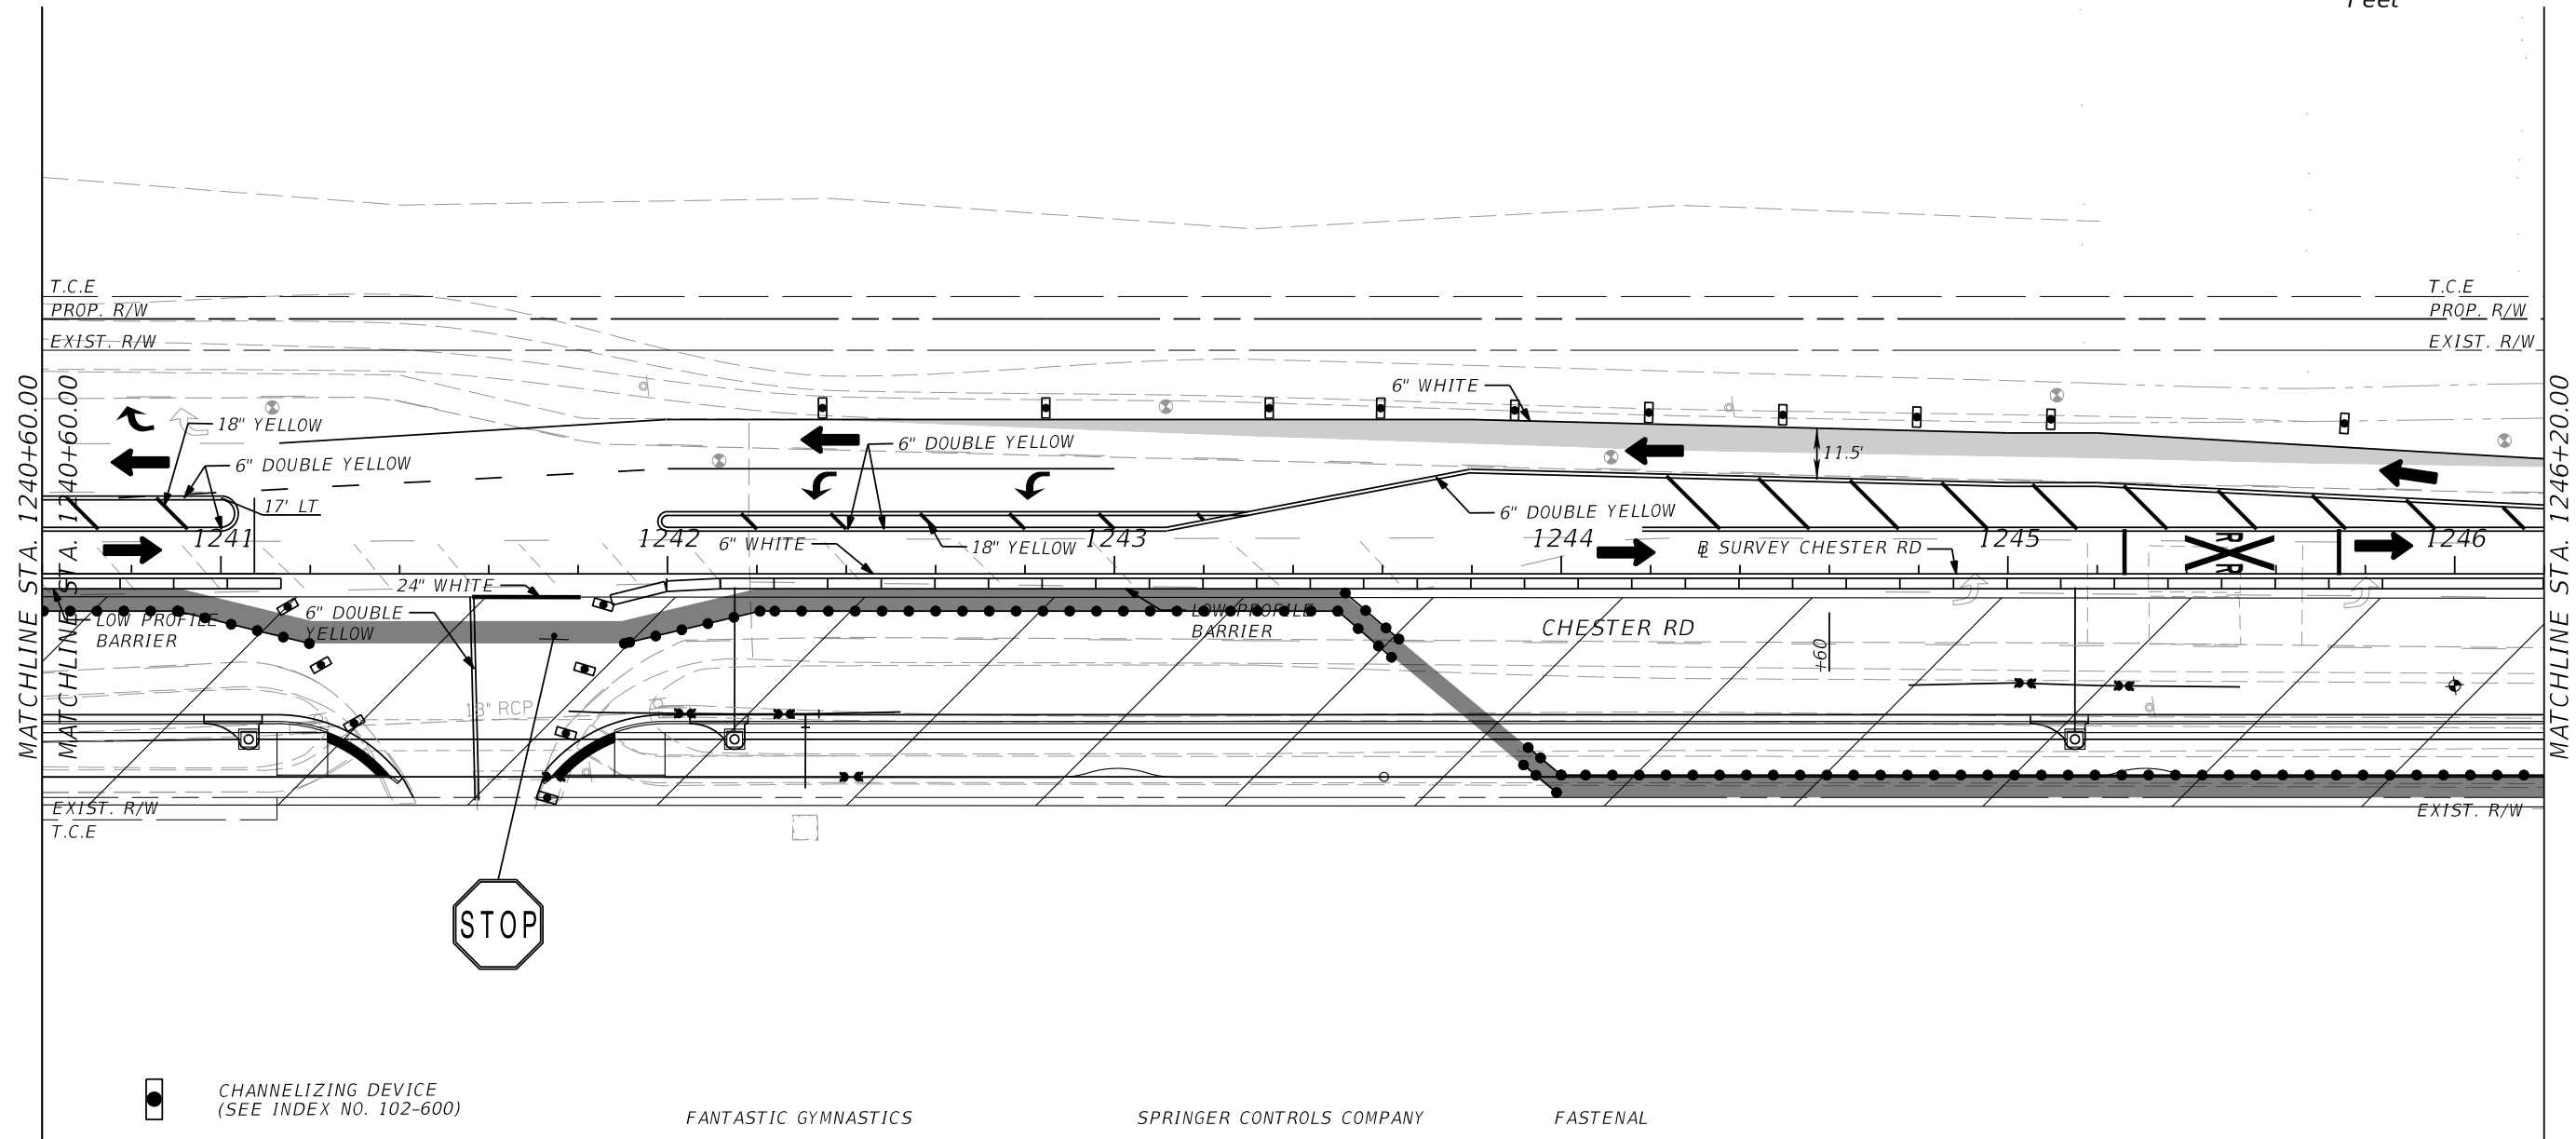 Feet
T.C.E
T.C.E
PROP. R/W
PROP. R/W
EXIST. R/W
EXIST. R/W
MATCHLINE STA. 1240+60.00
MATCHLINE STA. 1240+60.00
MATCHLINE STA. 1246+20.00
6" WHITE
18" YELLOW
6" DOUBLE YELLOW
6" DOUBLE YELLOW
11.5'
17' LT
6" DOUBLE YELLOW
1241
1242
6" WHITE
18" YELLOW
1243
1244
B SURVEY CHESTER RD
1245
R R
1246
24" WHITE
6" DOUBLE
YELLOW
LOW PROFILE
BARRIER
LOW PROFILE
BARRIER
CHESTER RD
+60
18" RCP
EXIST. R/W
EXIST. R/W
T.C.E
STOP
CHANNELIZING DEVICE
(SEE INDEX NO. 102-600)
FANTASTIC GYMNASTICS
SPRINGER CONTROLS COMPANY
FASTENAL